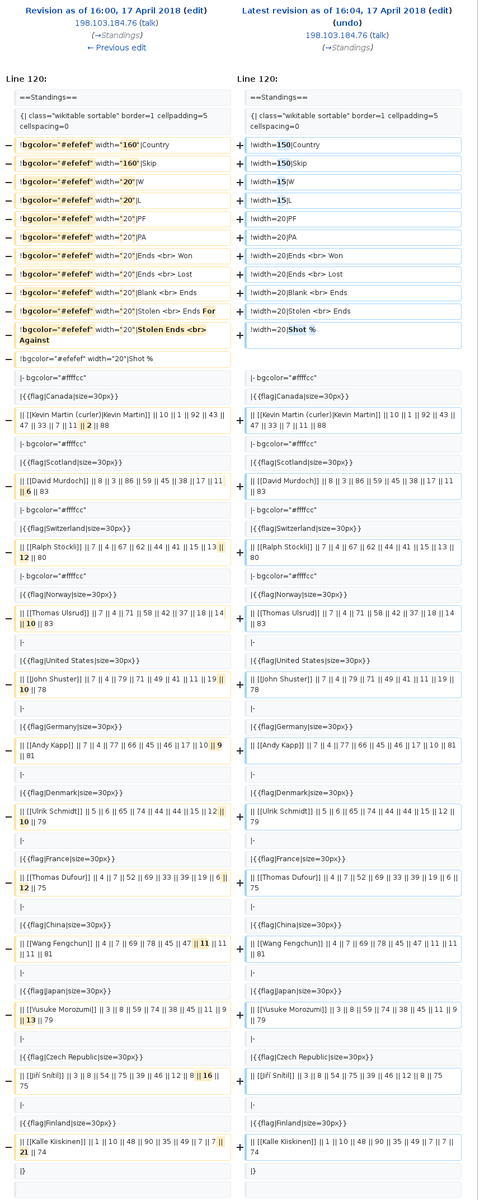 Revision as of 16:00, 17 April 2018 (edit)
198.103.184.76 (talk)
(→Standings)
← Previous edit
Line 120:
==Standings==
{| class="wikitable sortable" border=1 cellpadding=5
cellspacing=0
− !bgcolor="#efefef" width="160"|Country
− !bgcolor="#efefef" width="160"|Skip
− !bgcolor="#efefef" width="20"|W
− !bgcolor="#efefef" width="20"|L
− !bgcolor="#efefef" width="20"|PF
− !bgcolor="#efefef" width="20"|PA
− !bgcolor="#efefef" width="20"|Ends <br> Won
− !bgcolor="#efefef" width="20"|Ends <br> Lost
− !bgcolor="#efefef" width="20"|Blank <br> Ends
− !bgcolor="#efefef" width="20"|Stolen <br> Ends For
− !bgcolor="#efefef" width="20"|Stolen Ends <br>
Against
− !bgcolor="#efefef" width="20"|Shot %
|- bgcolor="#ffffcc"
|{{flag|Canada|size=30px}}
− || [[Kevin Martin (curler)|Kevin Martin]] || 10 || 1 || 92 || 43 ||
47 || 33 || 7 || 11 || 2 || 88
|- bgcolor="#ffffcc"
|{{flag|Scotland|size=30px}}
− || [[David Murdoch]] || 8 || 3 || 86 || 59 || 45 || 38 || 17 || 11
|| 6 || 83
|- bgcolor="#ffffcc"
|{{flag|Switzerland|size=30px}}
− || [[Ralph Stöckli]] || 7 || 4 || 67 || 62 || 44 || 41 || 15 || 13 ||
12 || 80
|- bgcolor="#ffffcc"
|{{flag|Norway|size=30px}}
− || [[Thomas Ulsrud]] || 7 || 4 || 71 || 58 || 42 || 37 || 18 || 14
|| 10 || 83
|-
|{{flag|United States|size=30px}}
− || [[John Shuster]] || 7 || 4 || 79 || 71 || 49 || 41 || 11 || 19 ||
10 || 78
|-
|{{flag|Germany|size=30px}}
− || [[Andy Kapp]] || 7 || 4 || 77 || 66 || 45 || 46 || 17 || 10 || 9
|| 81
|-
|{{flag|Denmark|size=30px}}
− || [[Ulrik Schmidt]] || 5 || 6 || 65 || 74 || 44 || 44 || 15 || 12 ||
10 || 79
|-
|{{flag|France|size=30px}}
− || [[Thomas Dufour]] || 4 || 7 || 52 || 69 || 33 || 39 || 19 || 6 ||
12 || 75
|-
|{{flag|China|size=30px}}
− || [[Wang Fengchun]] || 4 || 7 || 69 || 78 || 45 || 47 || 11 || 11
|| 11 || 81
|-
|{{flag|Japan|size=30px}}
− || [[Yusuke Morozumi]] || 3 || 8 || 59 || 74 || 38 || 45 || 11 || 9
|| 13 || 79
|-
|{{flag|Czech Republic|size=30px}}
− || [[Jiří Snítil]] || 3 || 8 || 54 || 75 || 39 || 46 || 12 || 8 || 16 ||
75
|-
|{{flag|Finland|size=30px}}
− || [[Kalle Kiiskinen]] || 1 || 10 || 48 || 90 || 35 || 49 || 7 || 7 ||
21 || 74
|}
Latest revision as of 16:04, 17 April 2018 (edit)
(undo)
198.103.184.76 (talk)
(→Standings)
Line 120:
==Standings==
{| class="wikitable sortable" border=1 cellpadding=5
cellspacing=0
+ !width=150|Country
+ !width=150|Skip
+ !width=15|W
+ !width=15|L
+ !width=20|PF
+ !width=20|PA
+ !width=20|Ends <br> Won
+ !width=20|Ends <br> Lost
+ !width=20|Blank <br> Ends
+ !width=20|Stolen <br> Ends
+ !width=20|Shot %
|- bgcolor="#ffffcc"
|{{flag|Canada|size=30px}}
+ || [[Kevin Martin (curler)|Kevin Martin]] || 10 || 1 || 92 || 43 ||
47 || 33 || 7 || 11 || 88
|- bgcolor="#ffffcc"
|{{flag|Scotland|size=30px}}
+ || [[David Murdoch]] || 8 || 3 || 86 || 59 || 45 || 38 || 17 || 11
|| 83
|- bgcolor="#ffffcc"
|{{flag|Switzerland|size=30px}}
+ || [[Ralph Stöckli]] || 7 || 4 || 67 || 62 || 44 || 41 || 15 || 13 ||
80
|- bgcolor="#ffffcc"
|{{flag|Norway|size=30px}}
+ || [[Thomas Ulsrud]] || 7 || 4 || 71 || 58 || 42 || 37 || 18 || 14
|| 83
|-
|{{flag|United States|size=30px}}
+ || [[John Shuster]] || 7 || 4 || 79 || 71 || 49 || 41 || 11 || 19 ||
78
|-
|{{flag|Germany|size=30px}}
+ || [[Andy Kapp]] || 7 || 4 || 77 || 66 || 45 || 46 || 17 || 10 || 81
|-
|{{flag|Denmark|size=30px}}
+ || [[Ulrik Schmidt]] || 5 || 6 || 65 || 74 || 44 || 44 || 15 || 12 ||
79
|-
|{{flag|France|size=30px}}
+ || [[Thomas Dufour]] || 4 || 7 || 52 || 69 || 33 || 39 || 19 || 6 ||
75
|-
|{{flag|China|size=30px}}
+ || [[Wang Fengchun]] || 4 || 7 || 69 || 78 || 45 || 47 || 11 || 11
|| 81
|-
|{{flag|Japan|size=30px}}
+ || [[Yusuke Morozumi]] || 3 || 8 || 59 || 74 || 38 || 45 || 11 || 9
|| 79
|-
|{{flag|Czech Republic|size=30px}}
+ || [[Jiří Snítil]] || 3 || 8 || 54 || 75 || 39 || 46 || 12 || 8 || 75
|-
|{{flag|Finland|size=30px}}
+ || [[Kalle Kiiskinen]] || 1 || 10 || 48 || 90 || 35 || 49 || 7 || 7 ||
74
|}